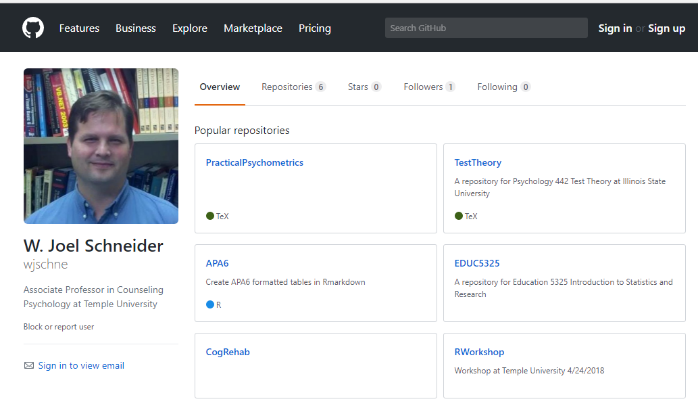 Features Business Explore Marketplace Pricing Search GitHub Sign in or Sign up
Overview Repositories 6 Stars 0 Followers 1 Following 0
Popular repositories
PracticalPsychometrics
TeX
TestTheory
A repository for Psychology 442 Test Theory at Illinois State
University
TeX
W. Joel Schneider
wjschne
Associate Professor in Counseling
Psychology at Temple University
Block or report user
Sign in to view email
APA6
Create APA6 formatted tables in Rmarkdown
R
EDUC5325
A repository for Education 5325 Introduction to Statistics and
Research
CogRehab
RWorkshop
Workshop at Temple University 4/24/2018